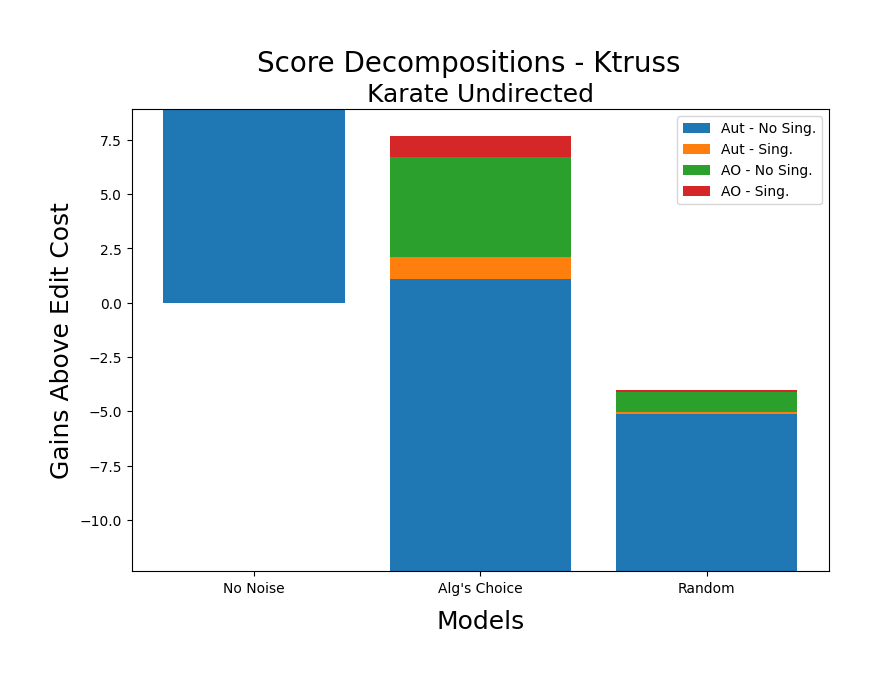 Score Decompositions - Ktruss
Karate Undirected
Aut - No Sing.
Aut - Sing.
AO - No Sing.
AO - Sing.
Gains Above Edit Cost
7.5
5.0
2.5
0.0
−2.5
−5.0
−7.5
−10.0
No Noise
Alg's Choice
Random
Models